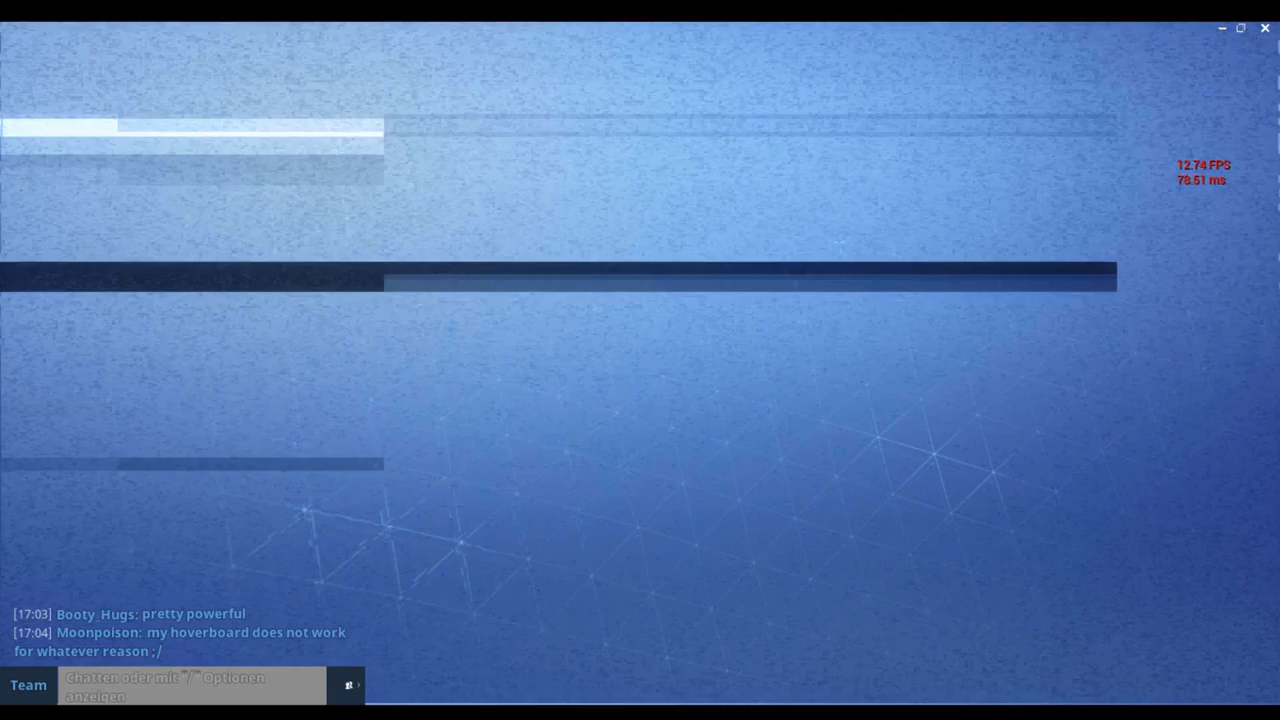 12.74 FPS
78.51 ms
[17:03] Booty_Hugs: pretty powerful
[17:04] Moonpoison: my hoverboard does not work
for whatever reason ;/
Team
Chatten oder mit "/" Optionen
anzeigen